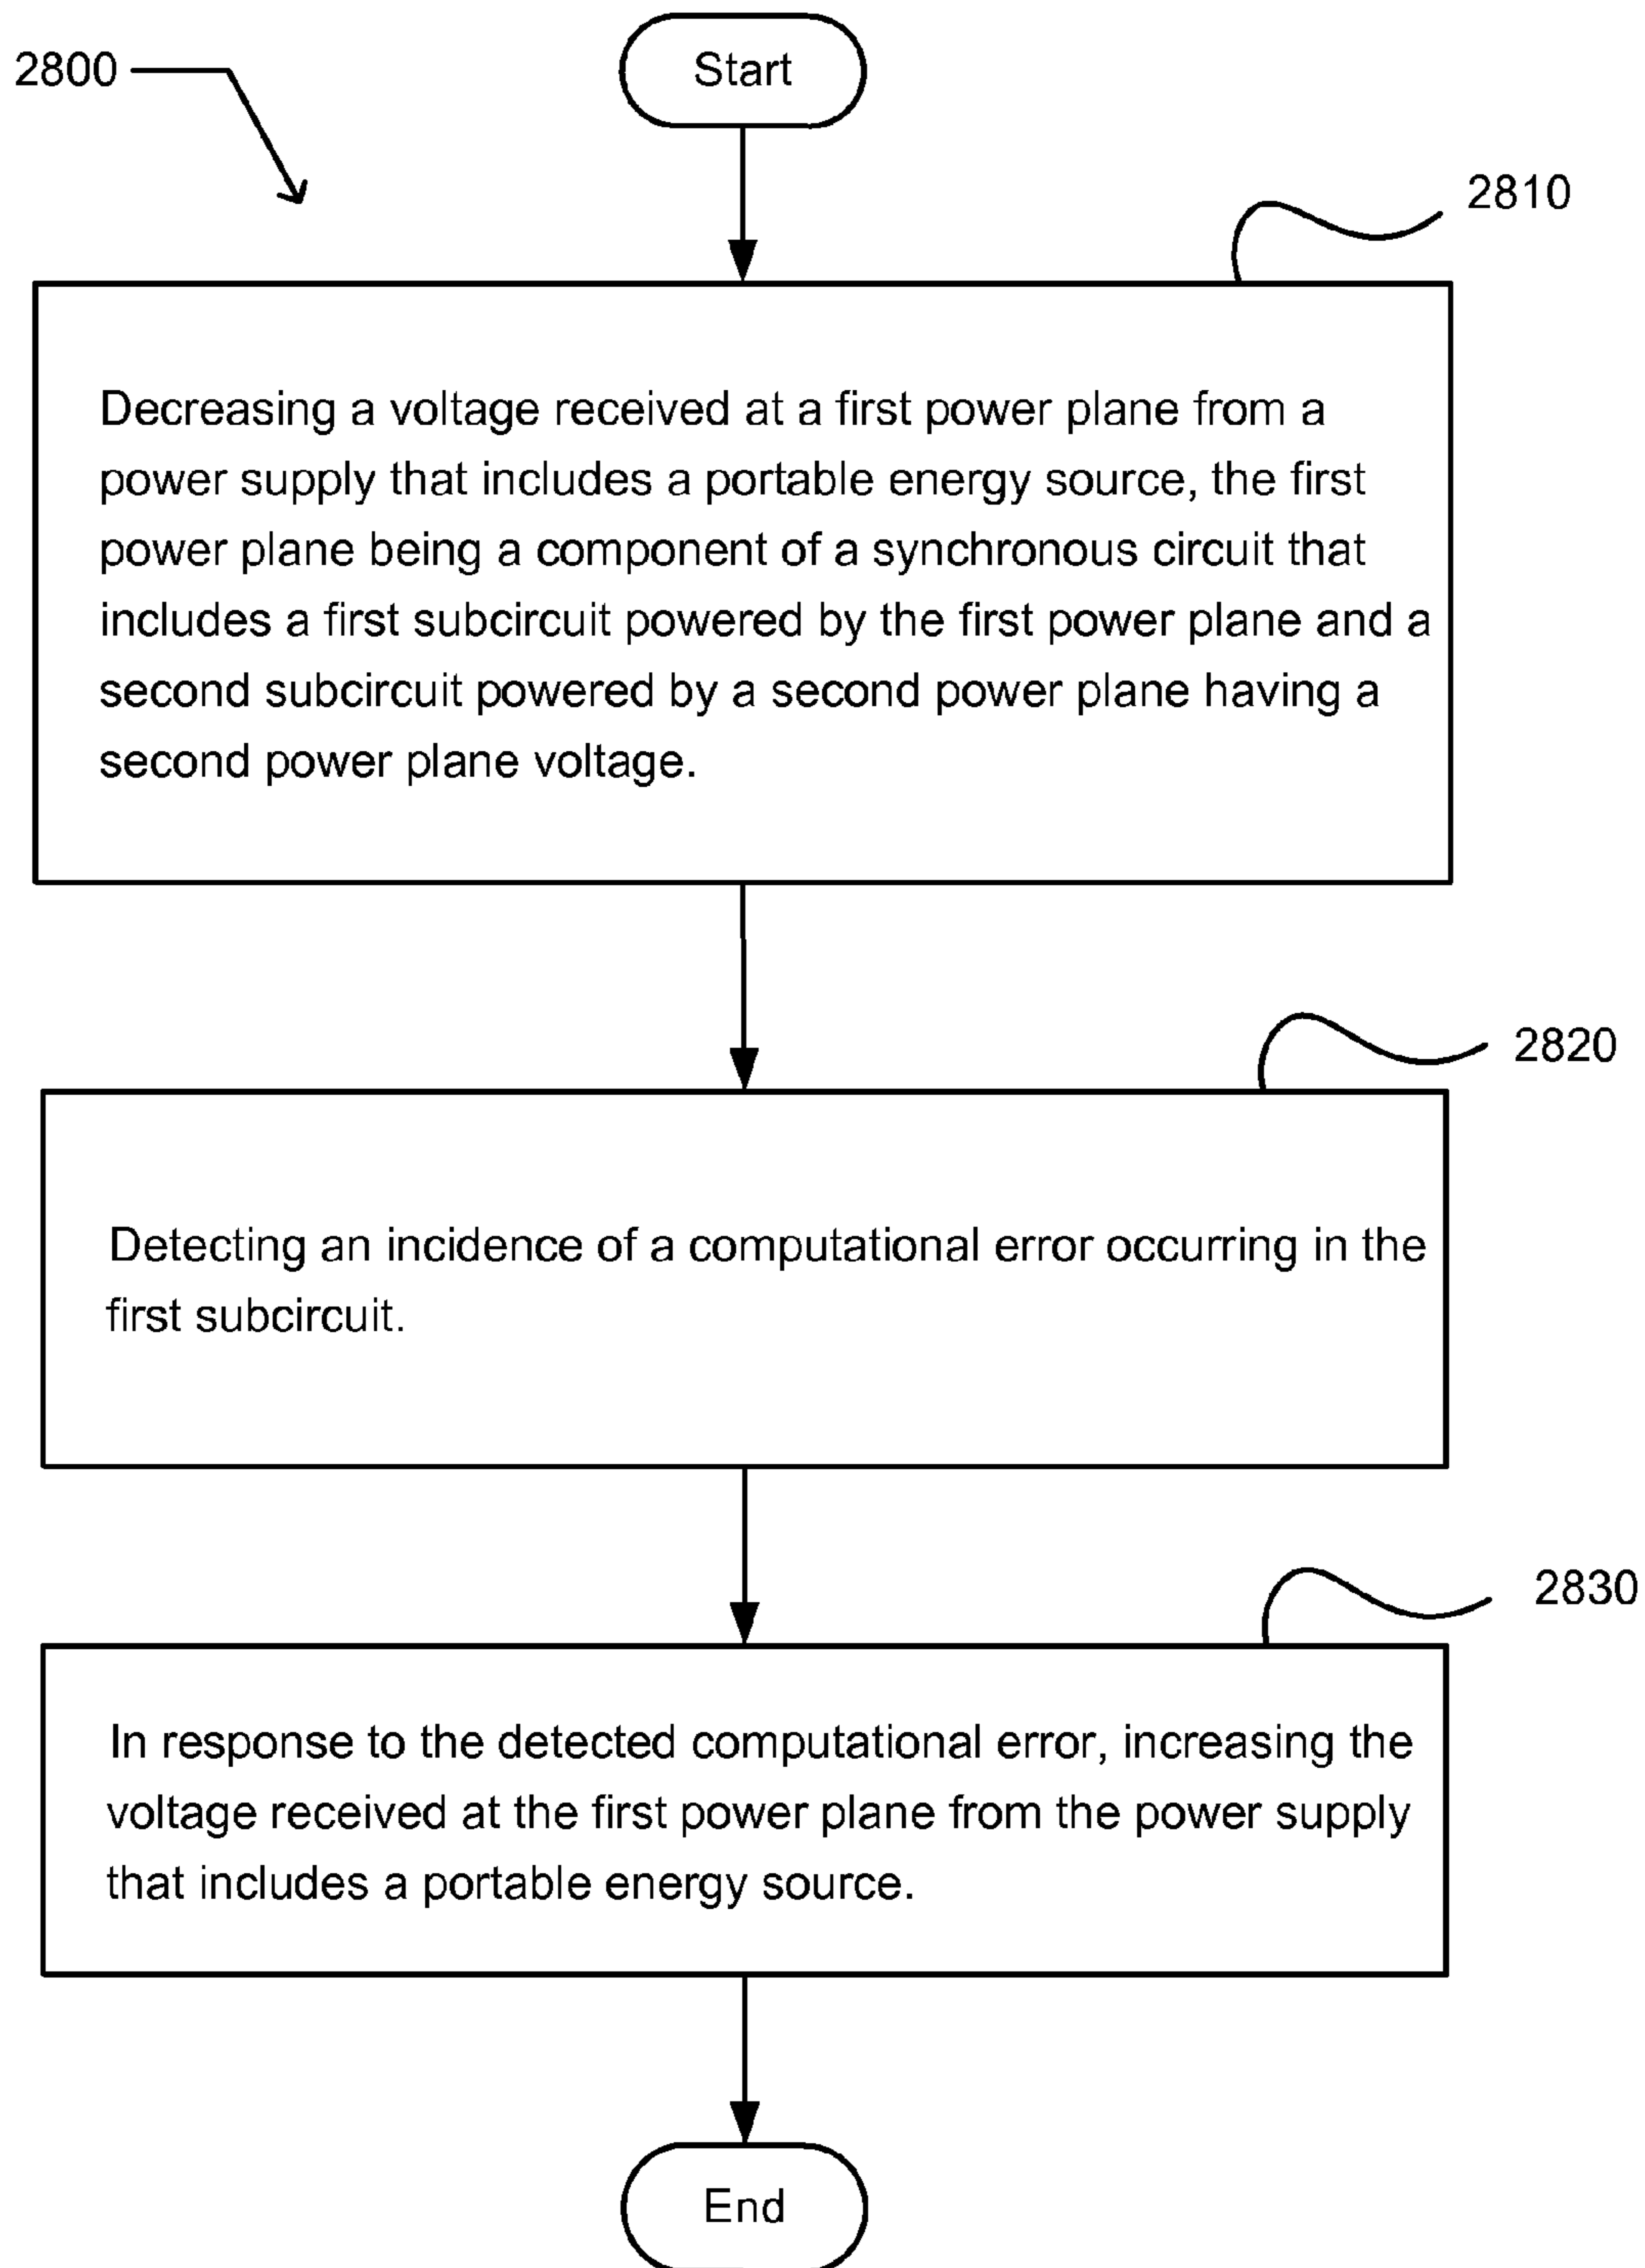 2800
Start
2810
Decreasing a voltage received at a first power plane from a
power supply that includes a portable energy source, the first
power plane being a component of a synchronous circuit that
includes a first subcircuit powered by the first power plane and a
second subcircuit powered by a second power plane having a
second power plane voltage.
2820
Detecting an incidence of a computational error occurring in the
first subcircuit.
2830
In response to the detected computational error, increasing the
voltage received at the first power plane from the power supply
that includes a portable energy source.
End